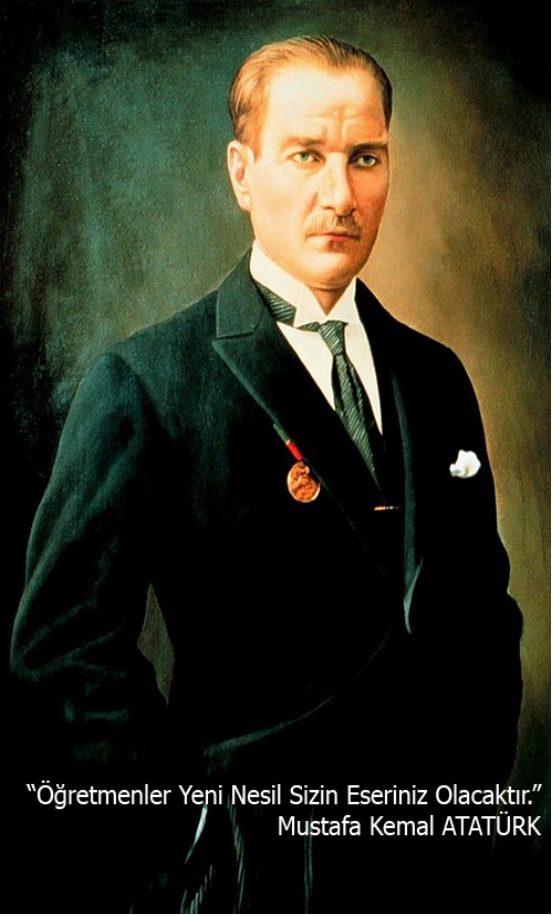 “Öğretmenler Yeni Nesil Sizin Eseriniz Olacaktır.”
Mustafa Kemal ATATÜRK